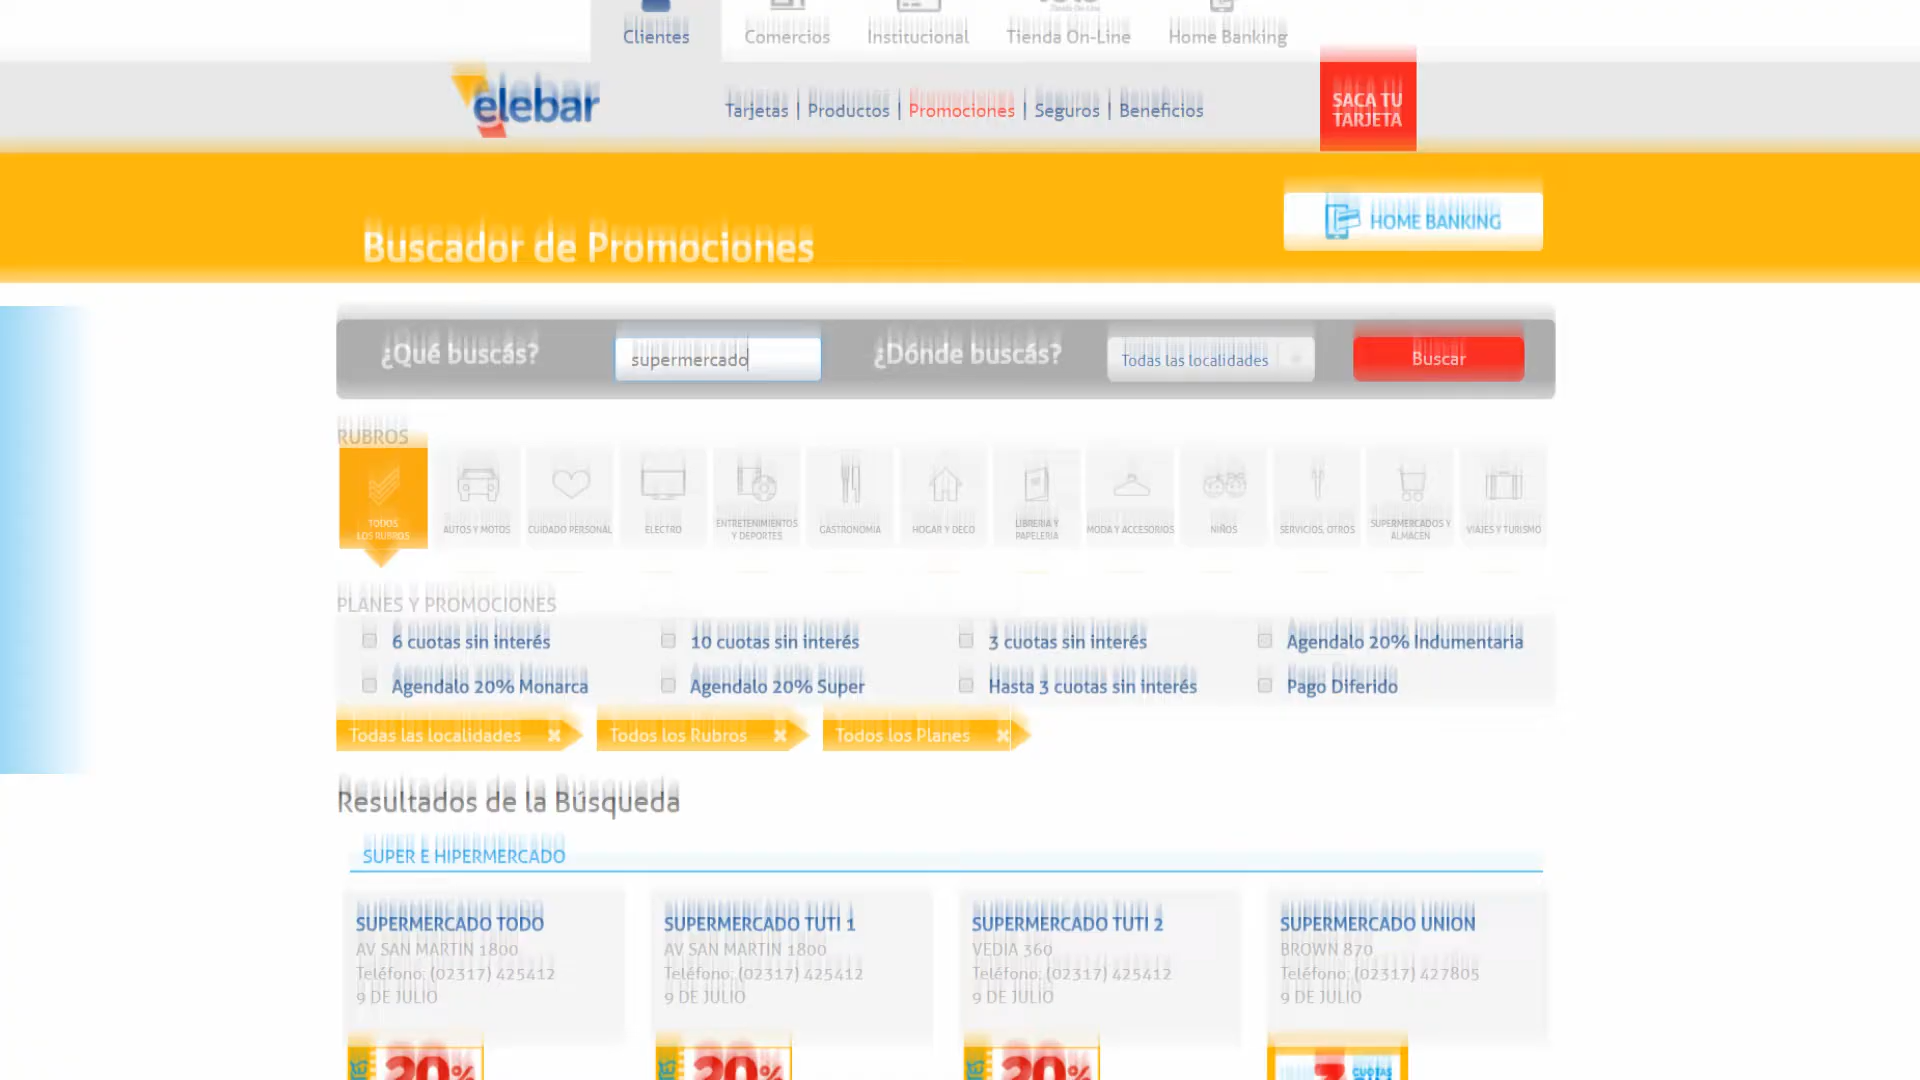 Clientes
Comercios
Institucional
Tienda On-Line
Home Banking
elebar
Tarjetas | Productos | Promociones | Seguros | Beneficios
SACA TU
TARJETA
HOME BANKING
Buscador de Promociones
¿Qué buscás?
supermercado
¿Dónde buscás?
Todas las localidades
Buscar
RUBROS
TODOS
LOS RUBROS
AUTOS Y MOTOS
CUIDADO PERSONAL
ELECTRO
ENTRETENIMIENTOS
Y DEPORTES
GASTRONOMIA
HOGAR Y DECO
LIBRERIA Y
PAPELERIA
MODA Y ACCESORIOS
NIÑOS
SERVICIOS, OTROS
SUPERMERCADOS Y
ALMACEN
VIAJES Y TURISMO
PLANES Y PROMOCIONES
6 cuotas sin interés
10 cuotas sin interés
3 cuotas sin interés
Agendalo 20% Indumentaria
Agendalo 20% Monarca
Agendalo 20% Super
Hasta 3 cuotas sin interés
Pago Diferido
Todas las localidades
Todos los Rubros
Todos los Planes
Resultados de la Búsqueda
SUPER E HIPERMERCADO
SUPERMERCADO TODO
AV SAN MARTIN 1800
Teléfono: (02317) 425412
9 DE JULIO
SUPERMERCADO TUTI 1
AV SAN MARTIN 1800
Teléfono: (02317) 425412
9 DE JULIO
SUPERMERCADO TUTI 2
VEDIA 360
Teléfono: (02317) 425412
9 DE JULIO
SUPERMERCADO UNION
BROWN 870
Teléfono: (02317) 427805
9 DE JULIO
20%
20%
20%
3 CUOTAS